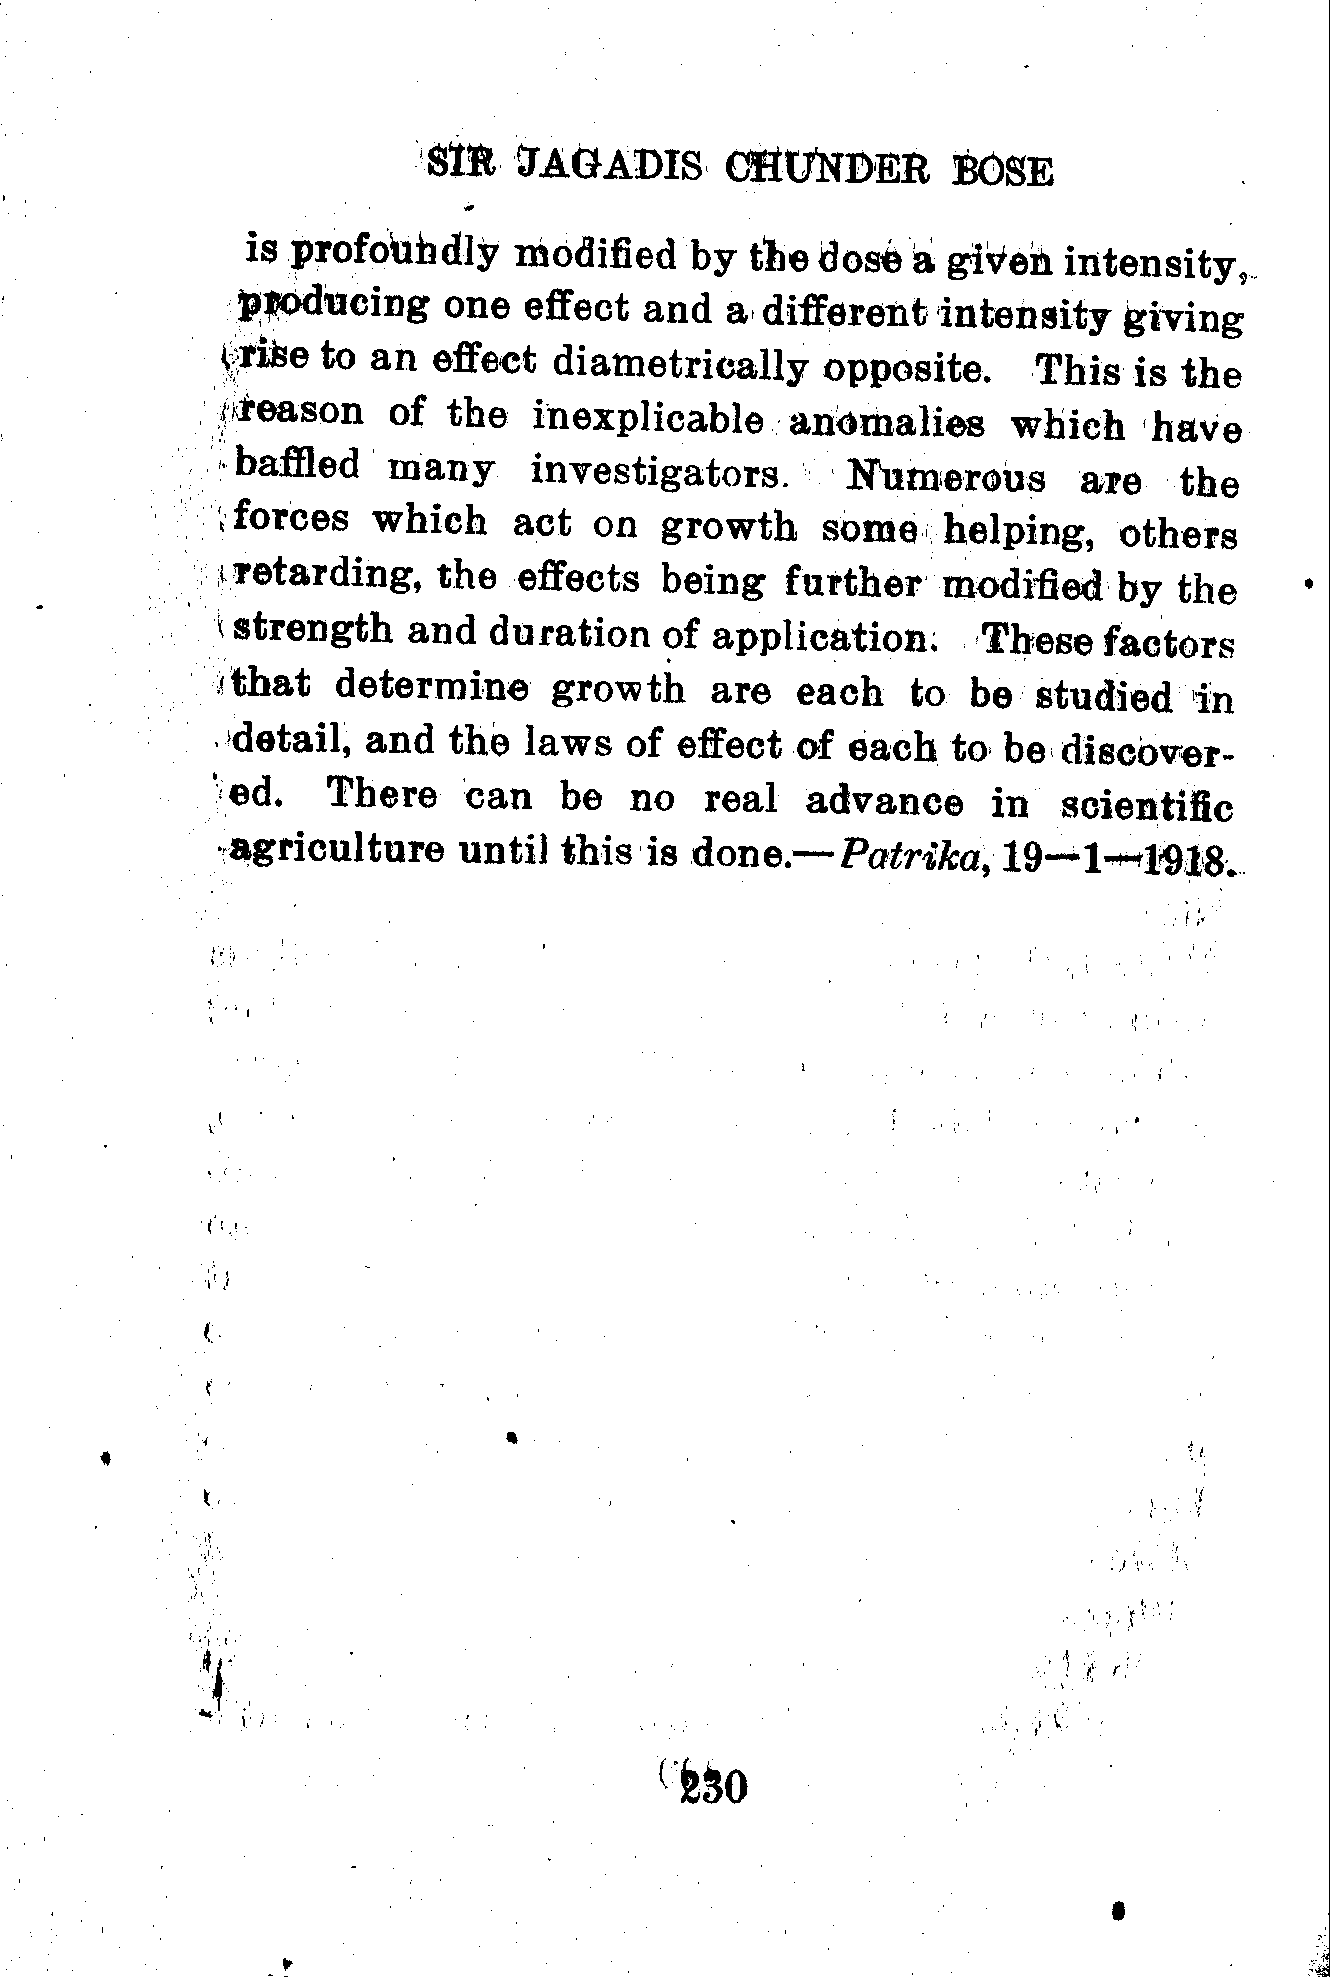 SIR JAGADIS CHUNDER BOSE
is profoundly modified by the dose a given intensity,
producing one effect and a different intensity giving
rise to an effect diametrically opposite. This is the
reason of the inexplicable anomalies which have
baffled many investigators. Numerous are the
forces which act on growth some helping, others
retarding, the effects being further modified by the
strength and duration of application. These factors
that determine growth are each to be studied in
detail, and the laws of effect of each to be discover-
ed. There can be no real advance in scientific
agriculture until this is done.—Patrika, 19—1—1918.
230